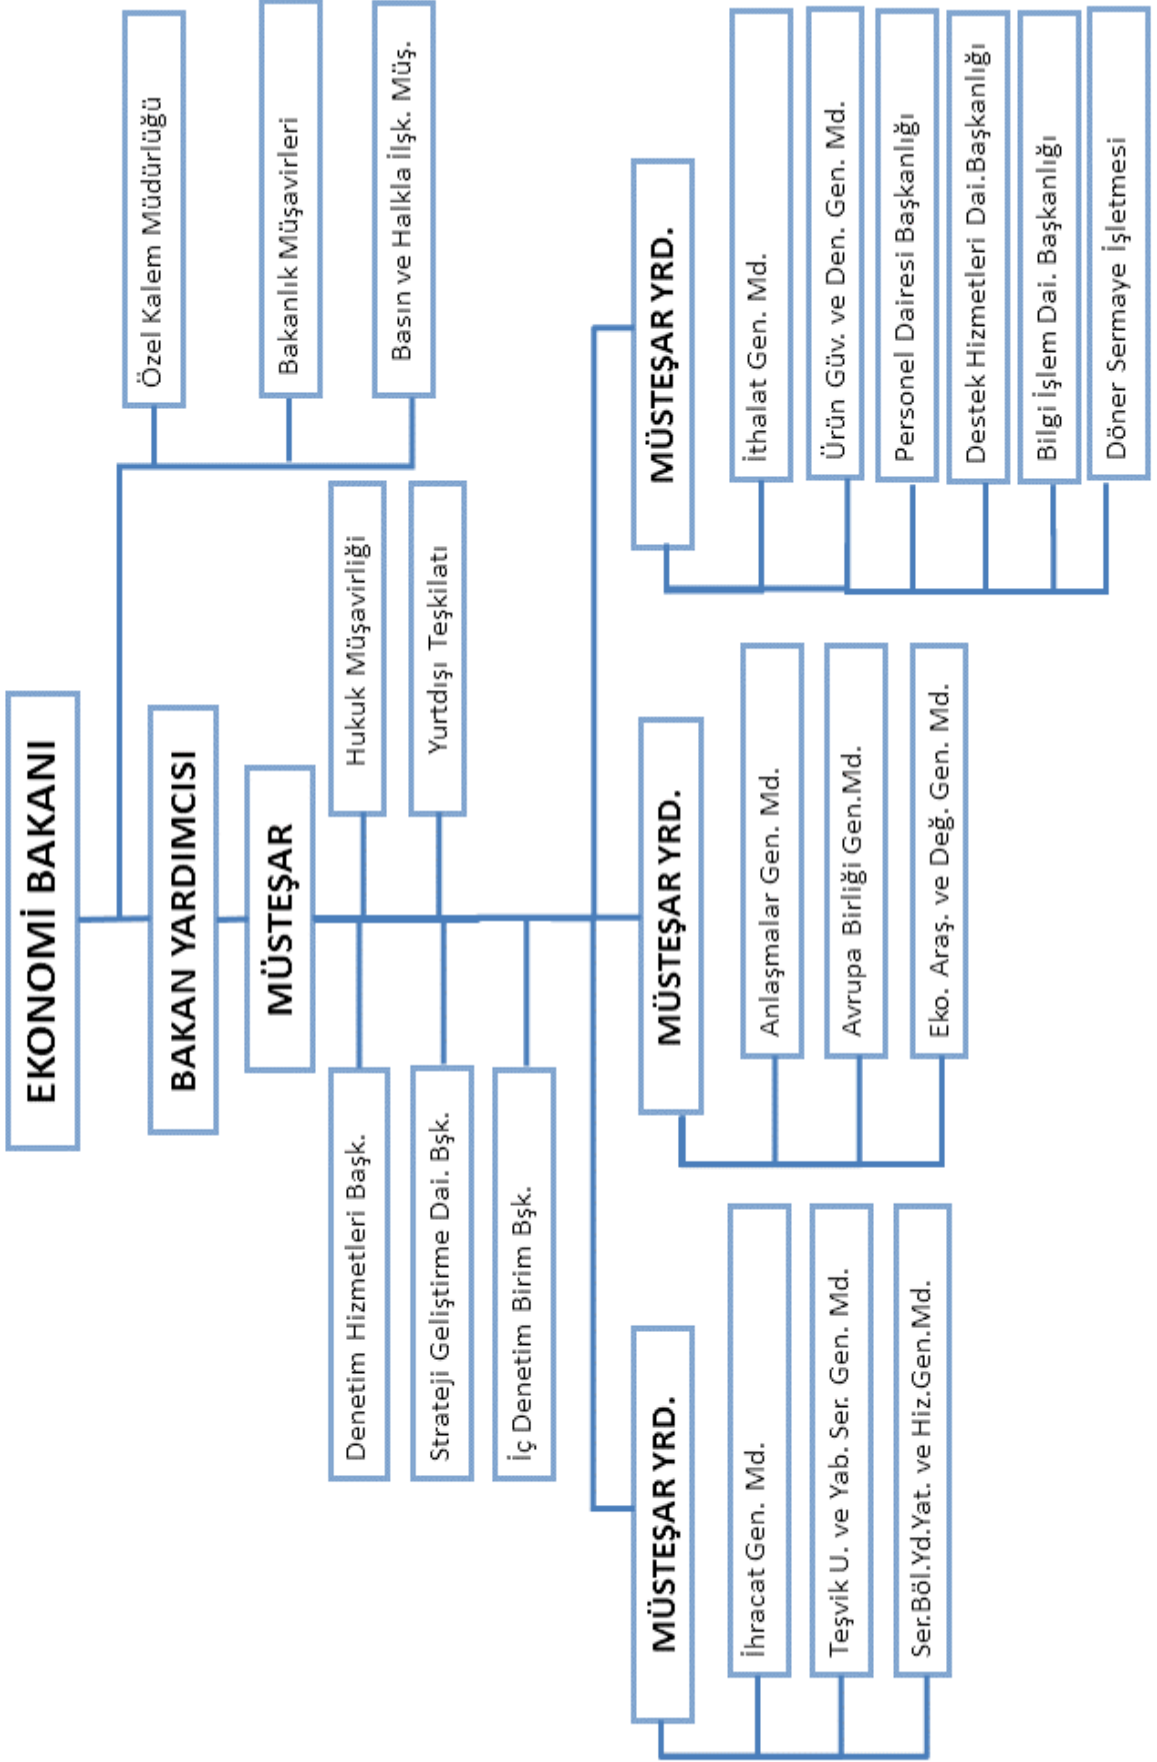 EKONOMİ BAKANI
Özel Kalem Müdürlüğü
BAKAN YARDIMCISI
Bakanlık Müşavirleri
MÜSTEŞAR
Basın ve Halkla İlşk. Müş.
Denetim Hizmetleri Başk.
Hukuk Müşavirliği
Strateji Geliştirme Dai. Bşk.
Yurtdışı Teşkilatı
İç Denetim Birim Bşk.
MÜSTEŞAR YRD.
İhracat Gen. Md.
Teşvik U. ve Yab. Ser. Gen. Md.
Ser.Böl.Yd.Yat. ve Hiz.Gen.Md.
MÜSTEŞAR YRD.
Anlaşmalar Gen. Md.
Avrupa Birliği Gen.Md.
Eko. Araş. ve Değ. Gen. Md.
MÜSTEŞAR YRD.
İthalat Gen. Md.
Ürün Güv. ve Den. Gen. Md.
Personel Dairesi Başkanlığı
Destek Hizmetleri Dai.Başkanlığı
Bilgi İşlem Dai. Başkanlığı
Döner Sermaye İşletmesi